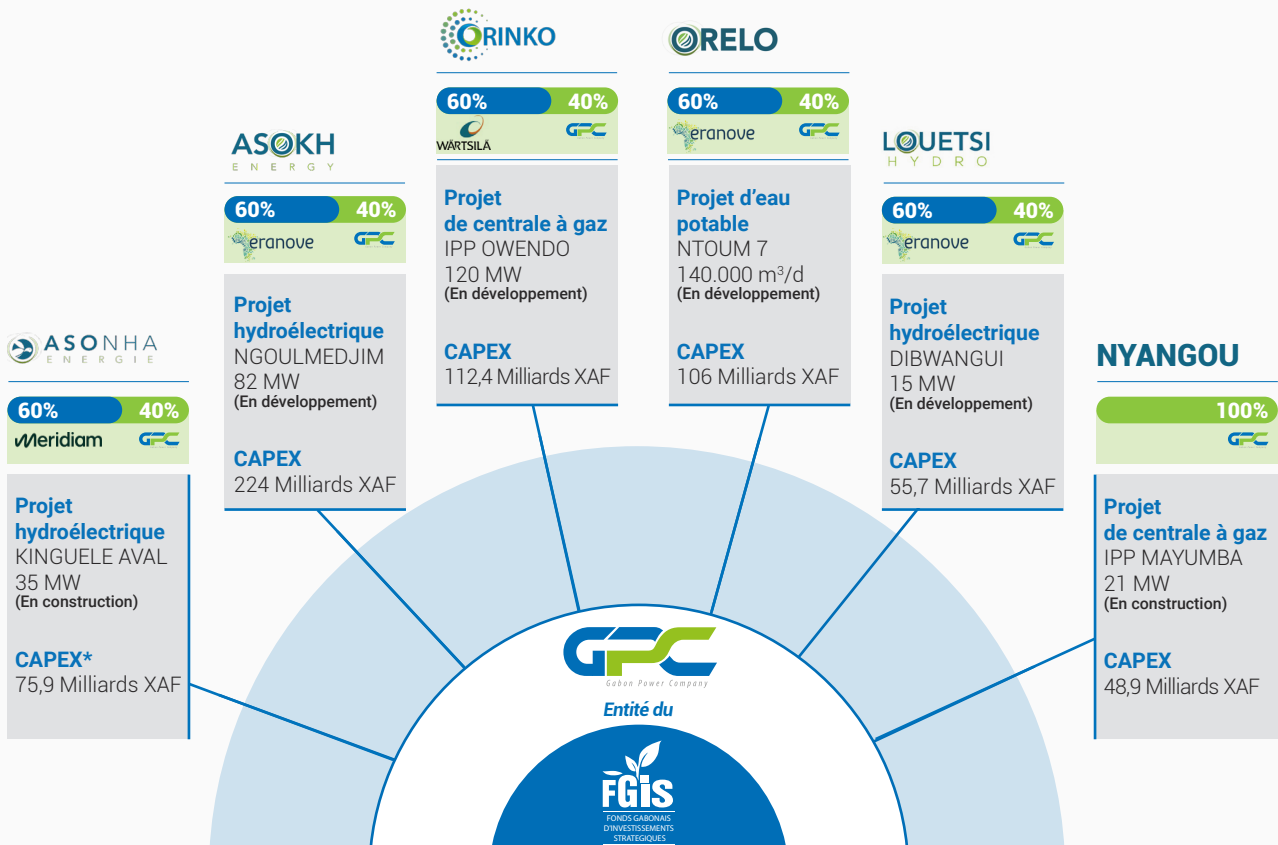 ASONHA
ENERGIE
60% 40%
Meridiam GPC
Projet
hydroélectrique
KINGUELE AVAL
35 MW
(En construction)
CAPEX*
75,9 Milliards XAF
ASOKH
ENERGY
60% 40%
eranove GPC
Projet
hydroélectrique
NGOULMEDJIM
82 MW
(En développement)
CAPEX
224 Milliards XAF
ORINKO
60% 40%
WÄRTSILÄ GPC
Projet
de centrale à gaz
IPP OWENDO
120 MW
(En développement)
CAPEX
112,4 Milliards XAF
ORELO
60% 40%
eranove GPC
Projet d'eau
potable
NTOUM 7
140.000 m³/d
(En développement)
CAPEX
106 Milliards XAF
LOUETSI
HYDRO
60% 40%
eranove GPC
Projet
hydroélectrique
DIBWANGUI
15 MW
(En développement)
CAPEX
55,7 Milliards XAF
NYANGOU
100%
GPC
Projet
de centrale à gaz
IPP MAYUMBA
21 MW
(En construction)
CAPEX
48,9 Milliards XAF
GPC
Gabon Power Company
Entité du
FGIS
FONDS GABONAIS
D'INVESTISSEMENTS
STRATEGIQUES